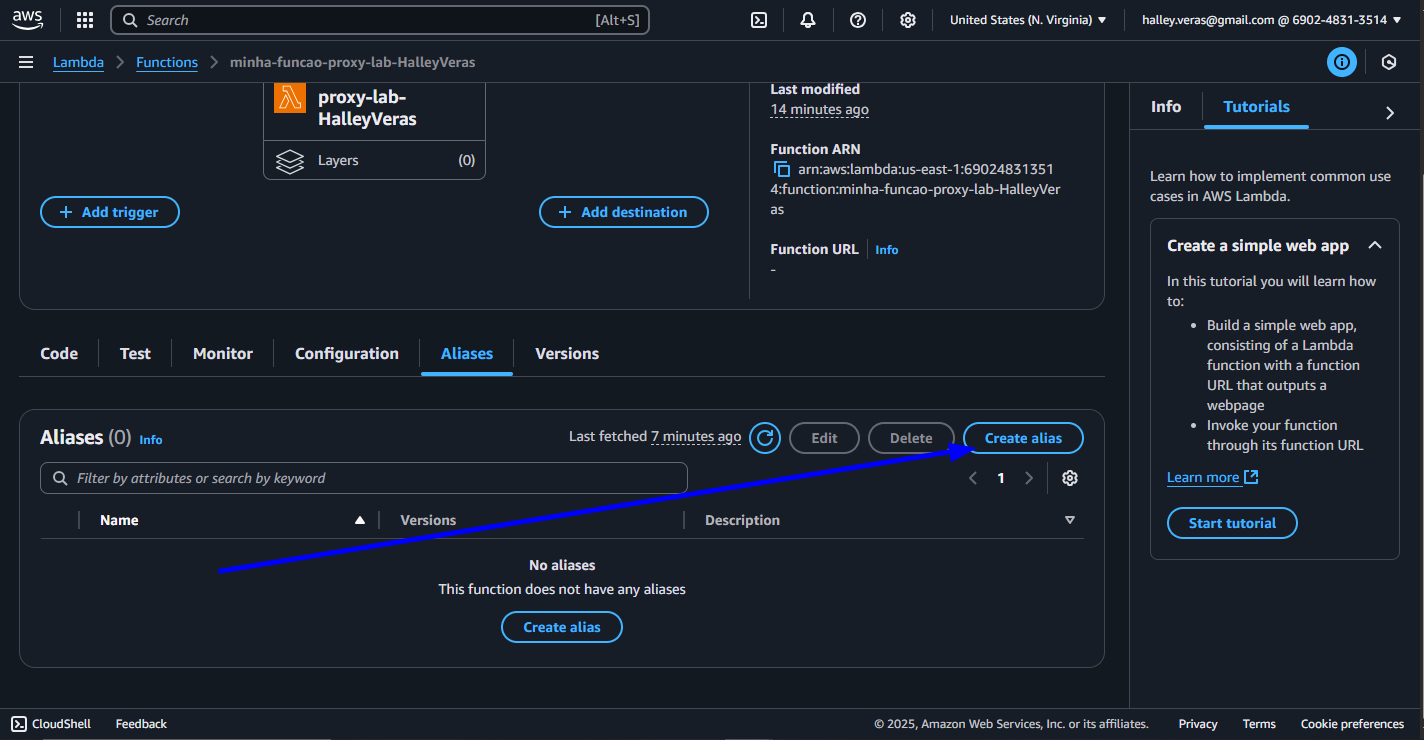 aws
Search [Alt+S]
United States (N. Virginia) ▼
halley.veras@gmail.com @ 6902-4831-3514 ▼
Lambda > Functions > minha-funcao-proxy-lab-HalleyVeras
proxy-lab-
HalleyVeras
Layers (0)
+ Add trigger
+ Add destination
Last modified
14 minutes ago
Function ARN
arn:aws:lambda:us-east-1:69024831351
4:function:minha-funcao-proxy-lab-HalleyVer
as
Function URL Info
-
Code Test Monitor Configuration Aliases Versions
Aliases (0) Info
Last fetched 7 minutes ago
Edit
Delete
Create alias
Filter by attributes or search by keyword
1
Name Versions Description
No aliases
This function does not have any aliases
Create alias
Info Tutorials
Learn how to implement common use
cases in AWS Lambda.
Create a simple web app
In this tutorial you will learn how
to:
• Build a simple web app,
consisting of a Lambda
function with a function
URL that outputs a
webpage
• Invoke your function
through its function URL
Learn more
Start tutorial
CloudShell Feedback
© 2025, Amazon Web Services, Inc. or its affiliates. Privacy Terms Cookie preferences